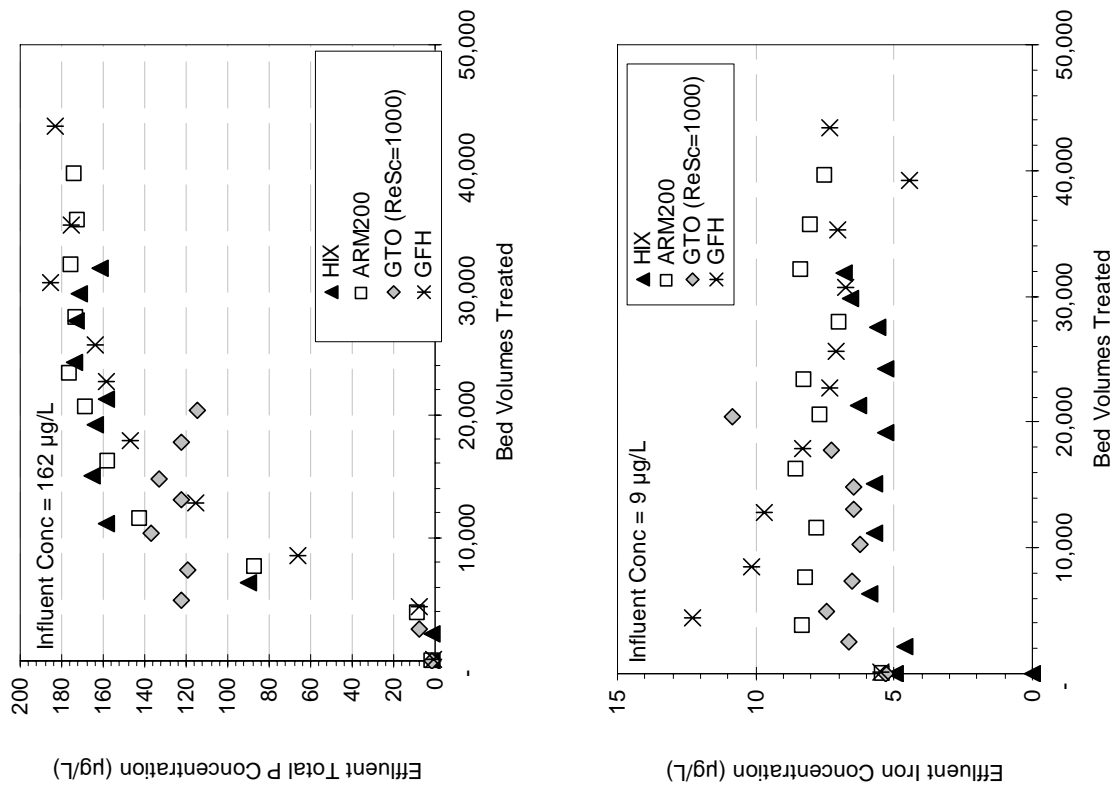 Effluent Total P Concentration (µg/L)
200
180
160
140
120
100
80
60
40
20
0
Influent Conc = 162 µg/L
HIX
ARM200
GTO (ReSc=1000)
GFH
-
10,000
20,000
30,000
40,000
50,000
Bed Volumes Treated
Effluent Iron Concentration (µg/L)
15
10
5
0
Influent Conc = 9 µg/L
HIX
ARM200
GTO (ReSc=1000)
GFH
-
10,000
20,000
30,000
40,000
50,000
Bed Volumes Treated